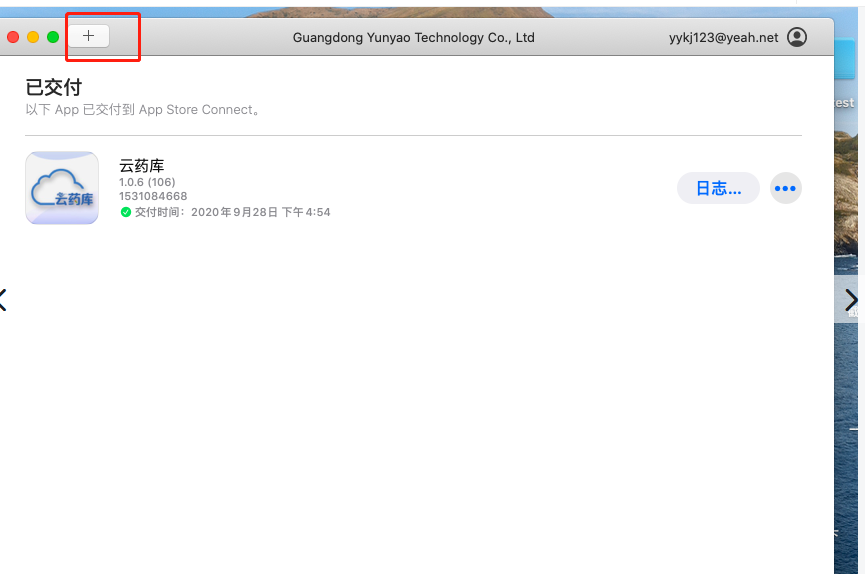 +
Guangdong Yunyao Technology Co., Ltd
yykj123@yeah.net
已交付
以下 App 已交付到 App Store Connect。
test
云药库
云药库
1.0.6 (106)
1531084668
交付时间：2020年9月28日 下午4:54
日志...